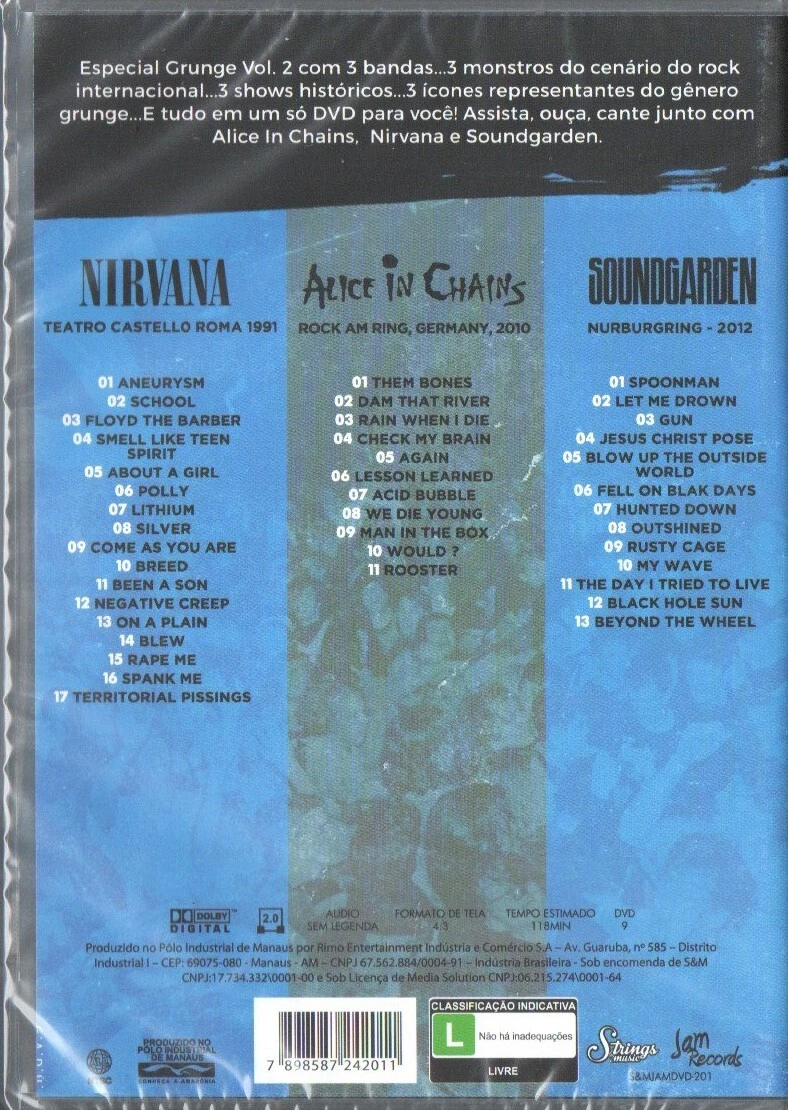 Especial Grunge Vol. 2 com 3 bandas...3 monstros do cenário do rock
internacional...3 shows históricos...3 ícones representantes do gênero
grunge...E tudo em um só DVD para você! Assista, ouça, cante junto com
Alice In Chains, Nirvana e Soundgarden.
NIRVANA
TEATRO CASTELLO ROMA 1991
01 ANEURYSM
02 SCHOOL
03 FLOYD THE BARBER
04 SMELL LIKE TEEN
SPIRIT
05 ABOUT A GIRL
06 POLLY
07 LITHIUM
08 SILVER
09 COME AS YOU ARE
10 BREED
11 BEEN A SON
12 NEGATIVE CREEP
13 ON A PLAIN
14 BLEW
15 RAPE ME
16 SPANK ME
17 TERRITORIAL PISSINGS
ALICE IN CHAINS
ROCK AM RING, GERMANY, 2010
01 THEM BONES
02 DAM THAT RIVER
03 RAIN WHEN I DIE
04 CHECK MY BRAIN
05 AGAIN
06 LESSON LEARNED
07 ACID BUBBLE
08 WE DIE YOUNG
09 MAN IN THE BOX
10 WOULD ?
11 ROOSTER
SOUNDGARDEN
NURBURGRING - 2012
01 SPOONMAN
02 LET ME DROWN
03 GUN
04 JESUS CHRIST POSE
05 BLOW UP THE OUTSIDE
WORLD
06 FELL ON BLAK DAYS
07 HUNTED DOWN
08 OUTSHINED
09 RUSTY CAGE
10 MY WAVE
11 THE DAY I TRIED TO LIVE
12 BLACK HOLE SUN
13 BEYOND THE WHEEL
DOLBY
DIGITAL
2.0
AUDIO
SEM LEGENDA
FORMATO DE TELA
4:3
TEMPO ESTIMADO
118MIN
DVD
9
Produzido no Pólo Industrial de Manaus por Rimo Entertainment Indústria e Comércio S.A – Av. Guaruba, nº 585 – Distrito
Industrial I – CEP: 69075-080 - Manaus - AM – CNPJ 67.562.884/0004-91 – Indústria Brasileira - Sob encomenda de S&M
CNPJ:17.734.332\0001-00 e Sob Licença de Media Solution CNPJ:06.215.274\0001-64
PRODUZIDO NO
PÓLO INDUSTRIAL
DE MANAUS
CONHEÇA A AMAZÔNIA
7 898587 242011
CLASSIFICAÇÃO INDICATIVA
L
Não há inadequações
LIVRE
Strings
music
Jam
Records
S&MJAMDVD-201